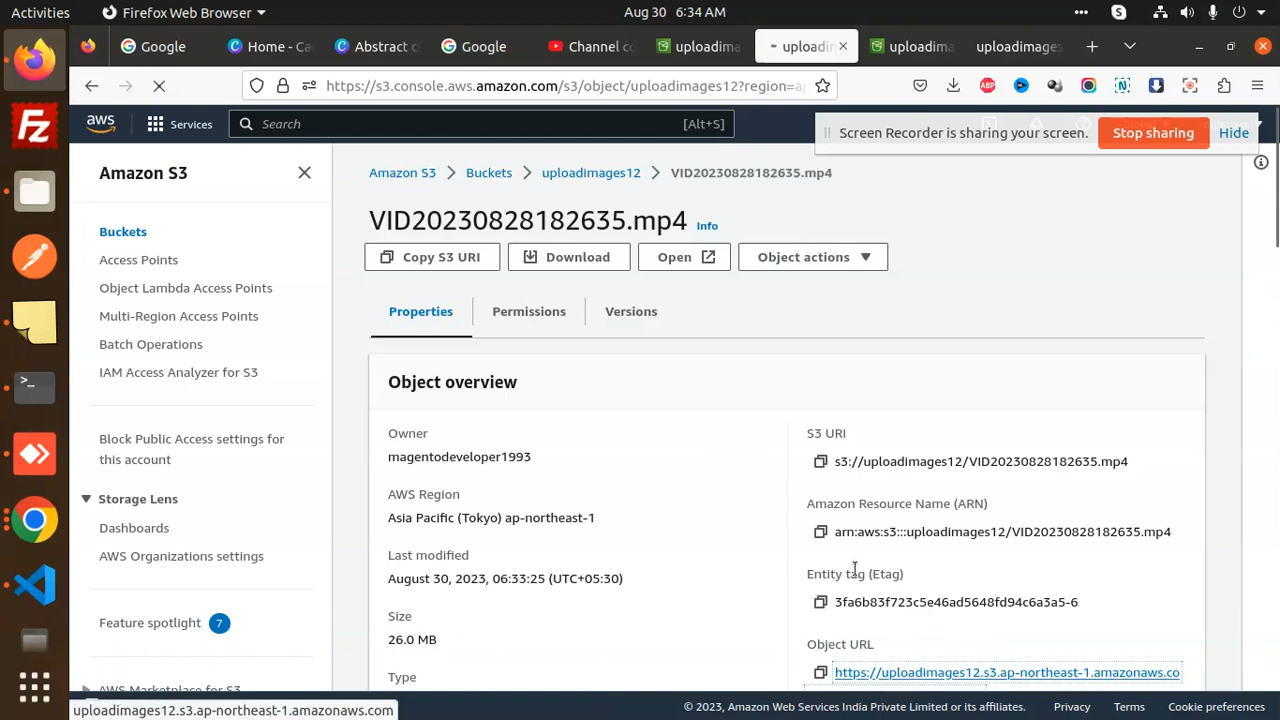 Activities
Firefox Web Browser
Aug 30 6:34 AM
Google
Home - Ca
Abstract c
Google
Channel co
uploadima
uploadin
uploadima
uploadimages
https://s3.console.aws.amazon.com/s3/object/uploadimages12?region=a
aws
Services
Search
[Alt+S]
Screen Recorder is sharing your screen.
Stop sharing
Hide
Amazon S3
Buckets
Access Points
Object Lambda Access Points
Multi-Region Access Points
Batch Operations
IAM Access Analyzer for S3
Block Public Access settings for
this account
Storage Lens
Dashboards
AWS Organizations settings
Feature spotlight
7
AWS Marketplace for S3
Amazon S3
Buckets
uploadimages12
VID20230828182635.mp4
VID20230828182635.mp4
Info
Copy S3 URI
Download
Open
Object actions
Properties
Permissions
Versions
Object overview
Owner
magentodeveloper1993
AWS Region
Asia Pacific (Tokyo) ap-northeast-1
Last modified
August 30, 2023, 06:33:25 (UTC+05:30)
Size
26.0 MB
Type
S3 URI
s3://uploadimages12/VID20230828182635.mp4
Amazon Resource Name (ARN)
arn:aws:s3:::uploadimages12/VID20230828182635.mp4
Entity tag (Etag)
3fa6b83f723c5e46ad5648fd94c6a3a5-6
Object URL
https://uploadimages12.s3.ap-northeast-1.amazonaws.co
uploadimages12.s3.ap-northeast-1.amazonaws.com
© 2023, Amazon Web Services India Private Limited or its affiliates.
Privacy
Terms
Cookie preferences